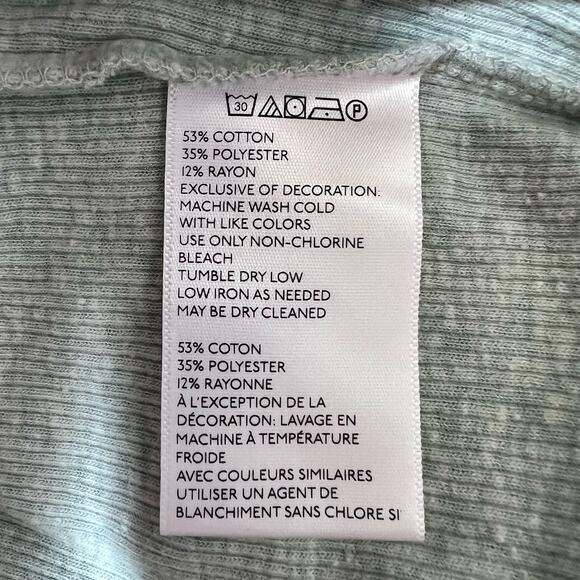 30 P
53% COTTON
35% POLYESTER
12% RAYON
EXCLUSIVE OF DECORATION:
MACHINE WASH COLD
WITH LIKE COLORS
USE ONLY NON-CHLORINE
BLEACH
TUMBLE DRY LOW
LOW IRON AS NEEDED
MAY BE DRY CLEANED
53% COTON
35% POLYESTER
12% RAYONNE
À L'EXCEPTION DE LA
DÉCORATION: LAVAGE EN
MACHINE À TEMPÉRATURE
FROIDE
AVEC COULEURS SIMILAIRES
UTILISER UN AGENT DE
BLANCHIMENT SANS CHLORE SI